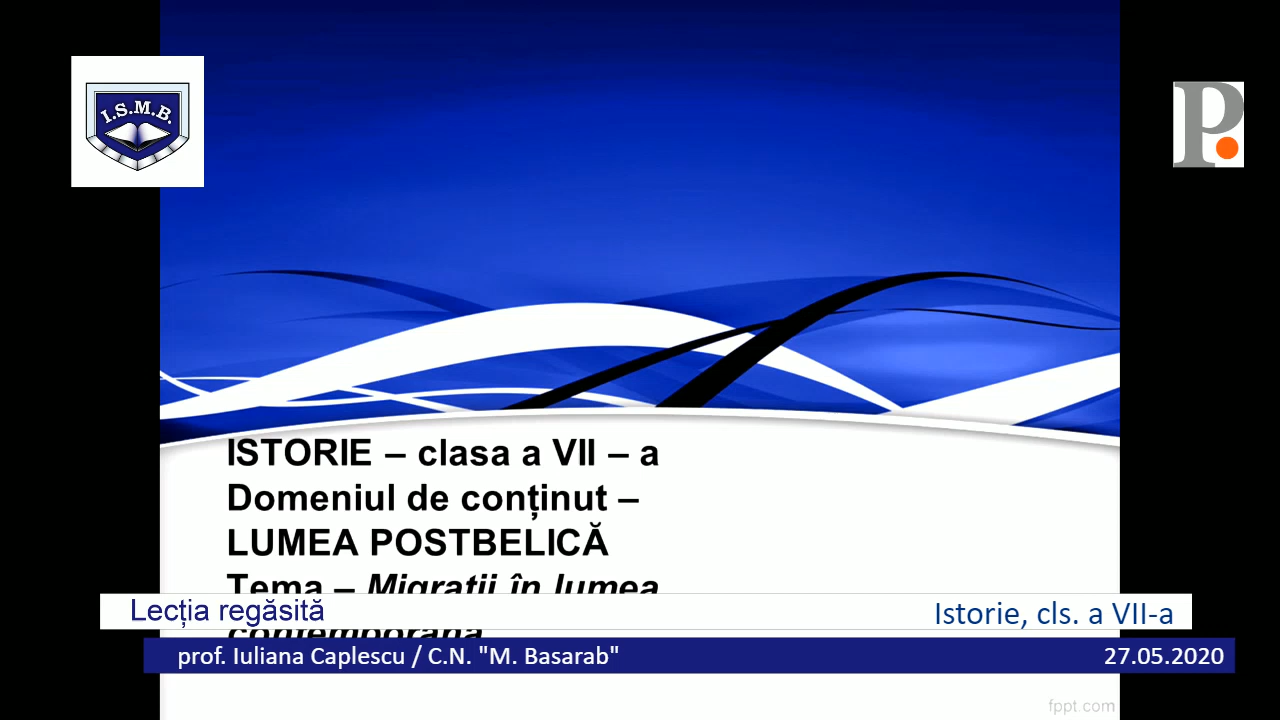 I.S.M.B.
P
ISTORIE – clasa a VII – a
Domeniul de conținut –
LUMEA POSTBELICĂ
Tema – Migrații în lumea
contemporană
Lecția regăsită
Istorie, cls. a VII-a
prof. Iuliana Caplescu / C.N. "M. Basarab"
27.05.2020
fppt.com